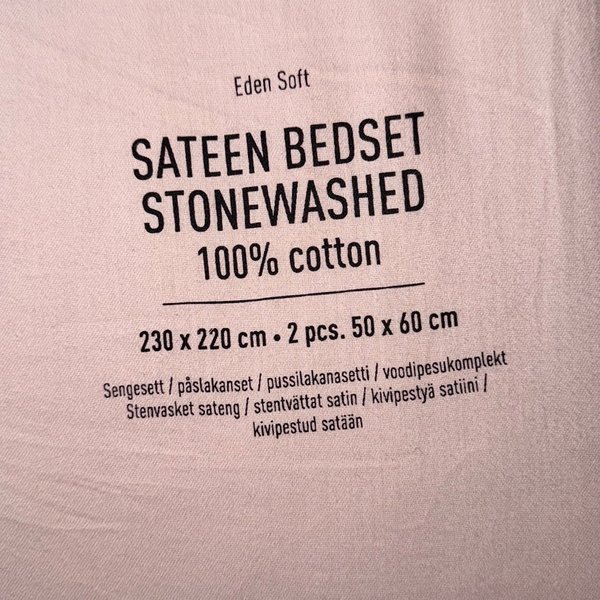 Eden Soft
SATEEN BEDSET
STONEWASHED
100% cotton
230 x 220 cm • 2 pcs. 50 x 60 cm
Sengesett / påslakanset / pussilakanasetti / voodipesukomplekt
Stenvasket sateng / stentvättat satin / kivipestyä satiini /
kivipestud satään